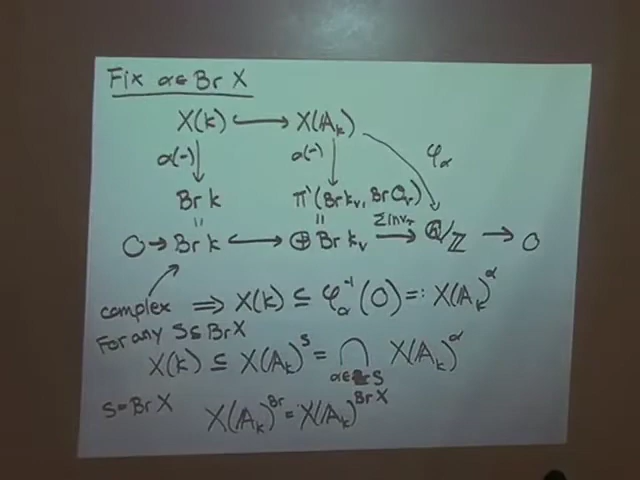 Fix α ∈ Br X
X(k) ⟶ X(𝔸_k)
α(-) ↓ α(-) ↓ φ_α
Br k Π'(Br k_v, Br O_v)
= = Σ inv_v
0 → Br k ⟶ ⊕ Br k_v ⟶ ℚ/ℤ → 0
complex ⟹ X(k) ⊆ φ_α^{-1}(0) =: X(𝔸_k)^α
For any S ⊆ Br X
X(k) ⊆ X(𝔸_k)^S = ∩_{α∈S} X(𝔸_k)^α
S = Br X X(𝔸_k)^{Br} = X(𝔸_k)^{Br X}